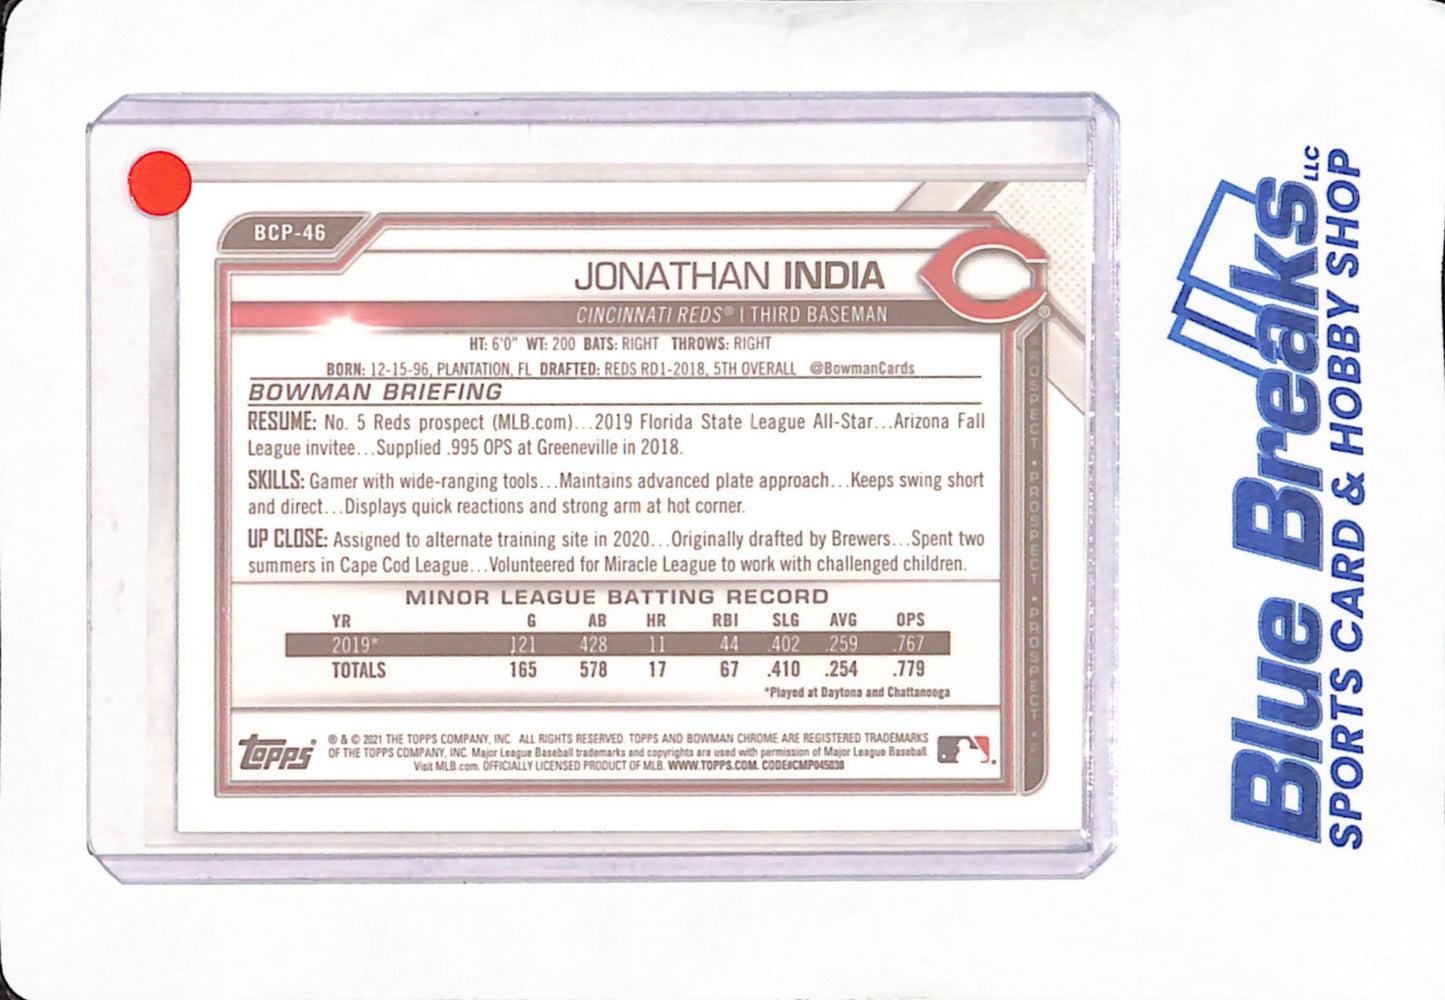 BCP-46
JONATHAN INDIA
CINCINNATI REDS® | THIRD BASEMAN
HT: 6'0" WT: 200 BATS: RIGHT THROWS: RIGHT
BORN: 12-15-96, PLANTATION, FL DRAFTED: REDS RD1-2018, 5TH OVERALL @BowmanCards
BOWMAN BRIEFING
RESUME: No. 5 Reds prospect (MLB.com)...2019 Florida State League All-Star...Arizona Fall
League invitee...Supplied .995 OPS at Greeneville in 2018.
SKILLS: Gamer with wide-ranging tools...Maintains advanced plate approach...Keeps swing short
and direct...Displays quick reactions and strong arm at hot corner.
UP CLOSE: Assigned to alternate training site in 2020...Originally drafted by Brewers...Spent two
summers in Cape Cod League...Volunteered for Miracle League to work with challenged children.
MINOR LEAGUE BATTING RECORD
YR G AB HR RBI SLG AVG OPS
2019* 121 428 11 44 .402 .259 .767
TOTALS 165 578 17 67 .410 .254 .779
*Played at Daytona and Chattanooga
topps® ® & © 2021 THE TOPPS COMPANY, INC. ALL RIGHTS RESERVED. TOPPS AND BOWMAN CHROME ARE REGISTERED TRADEMARKS
OF THE TOPPS COMPANY, INC. Major League Baseball trademarks and copyrights are used with permission of Major League Baseball.
Visit MLB.com. OFFICIALLY LICENSED PRODUCT OF MLB. WWW.TOPPS.COM. CODE#CMP045038
PROSPECT • PROSPECT • PROSPECT • P
Blue Breaks LLC
SPORTS CARD & HOBBY SHOP